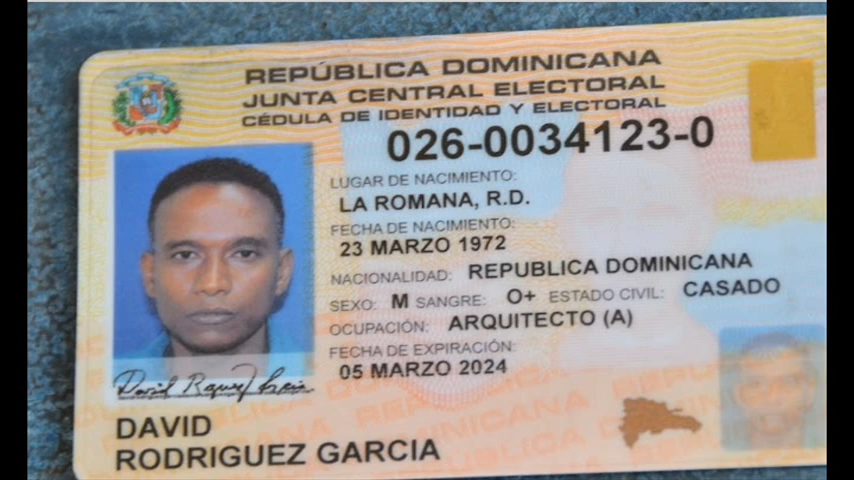 REPÚBLICA DOMINICANA
JUNTA CENTRAL ELECTORAL
CÉDULA DE IDENTIDAD Y ELECTORAL
026-0034123-0
LUGAR DE NACIMIENTO:
LA ROMANA, R.D.
FECHA DE NACIMIENTO:
23 MARZO 1972
NACIONALIDAD: REPUBLICA DOMINICANA
SEXO: M SANGRE: O+ ESTADO CIVIL: CASADO
OCUPACIÓN: ARQUITECTO (A)
FECHA DE EXPIRACIÓN:
05 MARZO 2024
David
DAVID
RODRIGUEZ GARCIA